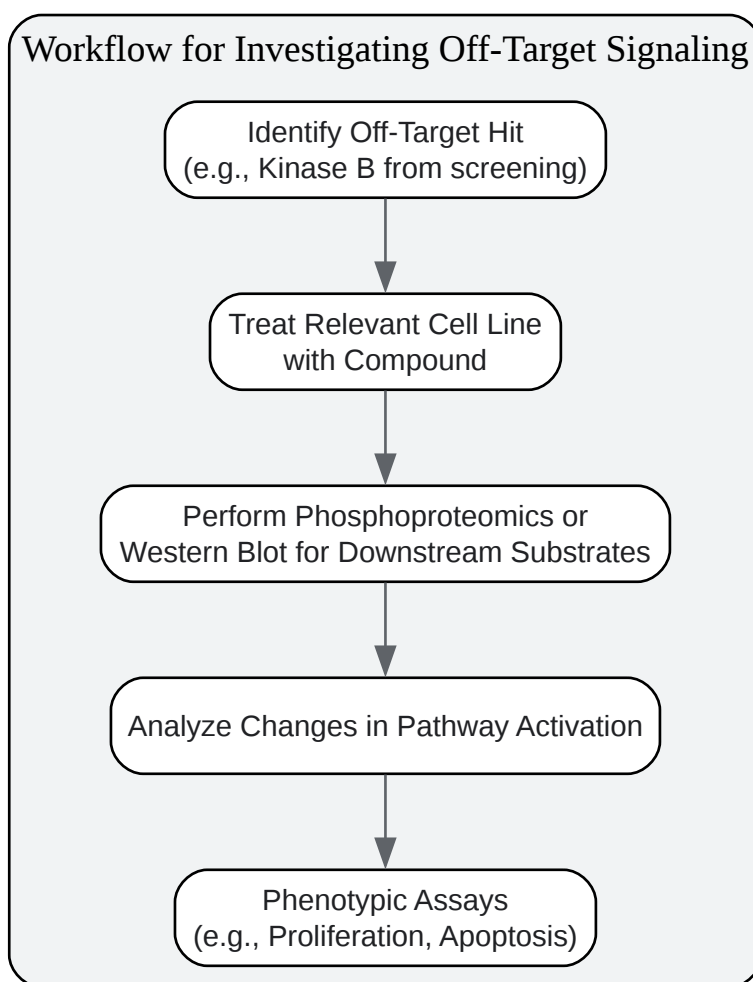 Workflow for Investigating Off-Target Signaling
Identify Off-Target Hit
(e.g., Kinase B from screening)
Treat Relevant Cell Line
with Compound
Perform Phosphoproteomics or
Western Blot for Downstream Substrates
Analyze Changes in Pathway Activation
Phenotypic Assays
(e.g., Proliferation, Apoptosis)